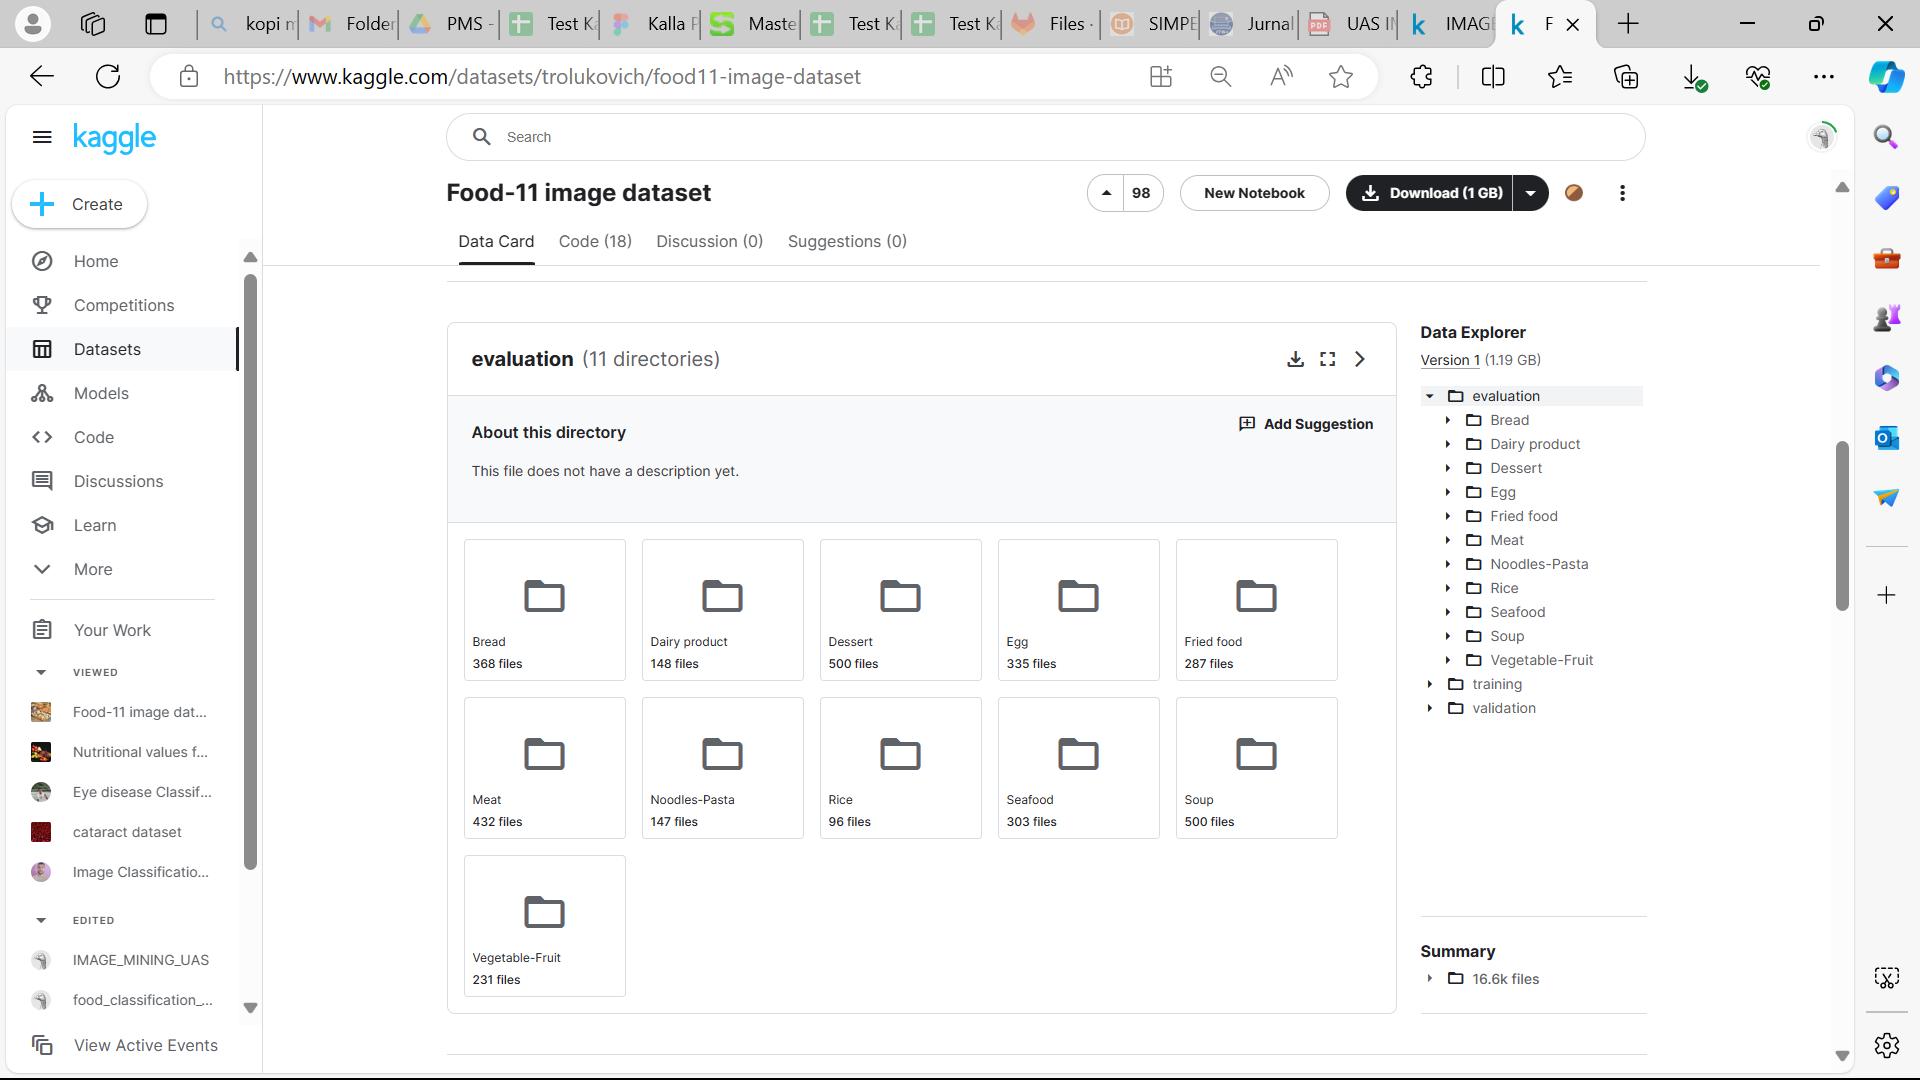 kopi m
Folder
PMS -
Test Ka
Kalla P
Maste
Test Ka
Test Ka
Files ·
SIMPE
Jurnal
UAS IM
IMAGE
F
https://www.kaggle.com/datasets/trolukovich/food11-image-dataset
kaggle
Search
Create
Food-11 image dataset
98
New Notebook
Download (1 GB)
Data Card
Code (18)
Discussion (0)
Suggestions (0)
Home
Competitions
Datasets
Models
Code
Discussions
Learn
More
Your Work
VIEWED
Food-11 image dat...
Nutritional values f...
Eye disease Classif...
cataract dataset
Image Classificatio...
EDITED
IMAGE_MINING_UAS
food_classification_...
View Active Events
evaluation (11 directories)
About this directory
Add Suggestion
This file does not have a description yet.
Bread
368 files
Dairy product
148 files
Dessert
500 files
Egg
335 files
Fried food
287 files
Meat
432 files
Noodles-Pasta
147 files
Rice
96 files
Seafood
303 files
Soup
500 files
Vegetable-Fruit
231 files
Data Explorer
Version 1 (1.19 GB)
evaluation
Bread
Dairy product
Dessert
Egg
Fried food
Meat
Noodles-Pasta
Rice
Seafood
Soup
Vegetable-Fruit
training
validation
Summary
16.6k files